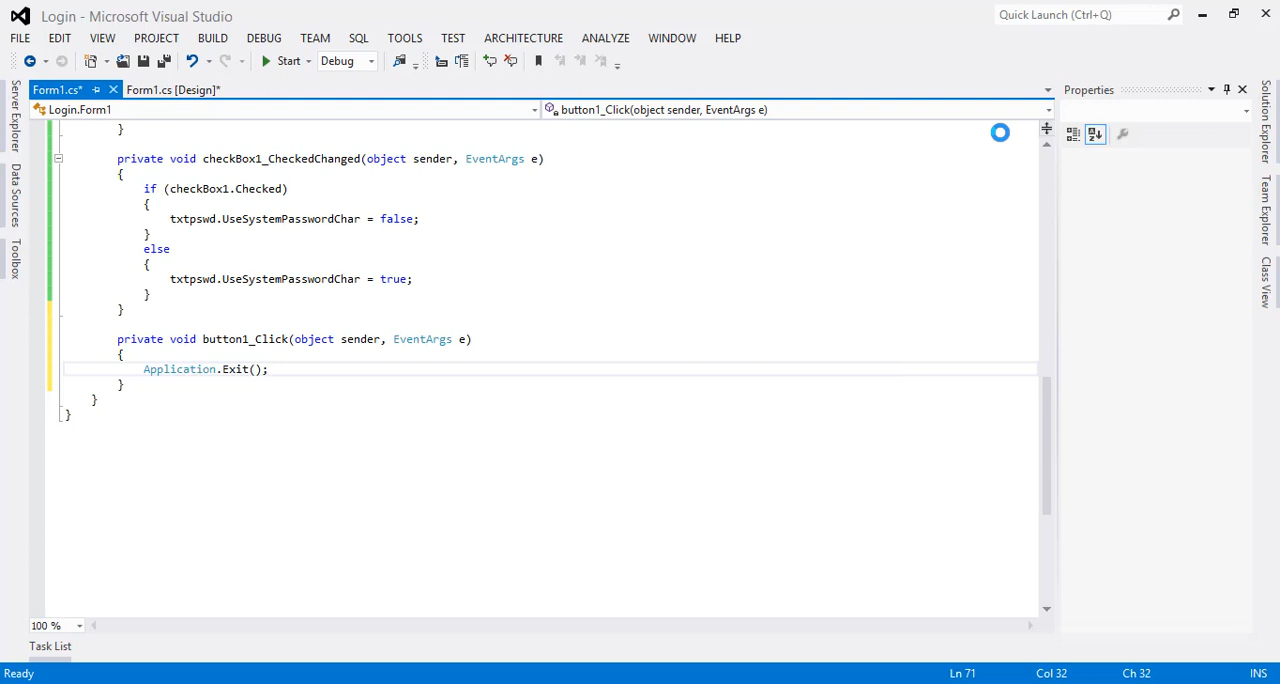 Login - Microsoft Visual Studio
Quick Launch (Ctrl+Q)
FILE EDIT VIEW PROJECT BUILD DEBUG TEAM SQL TOOLS TEST ARCHITECTURE ANALYZE WINDOW HELP
Start Debug
Form1.cs* Form1.cs [Design]*
Properties
Login.Form1
button1_Click(object sender, EventArgs e)
Server Explorer
Data Sources
Toolbox
}
private void checkBox1_CheckedChanged(object sender, EventArgs e)
{
if (checkBox1.Checked)
{
txtpswd.UseSystemPasswordChar = false;
}
else
{
txtpswd.UseSystemPasswordChar = true;
}
}
private void button1_Click(object sender, EventArgs e)
{
Application.Exit();
}
}
}
Solution Explorer
Team Explorer
Class View
100 %
Task List
Ready Ln 71 Col 32 Ch 32 INS